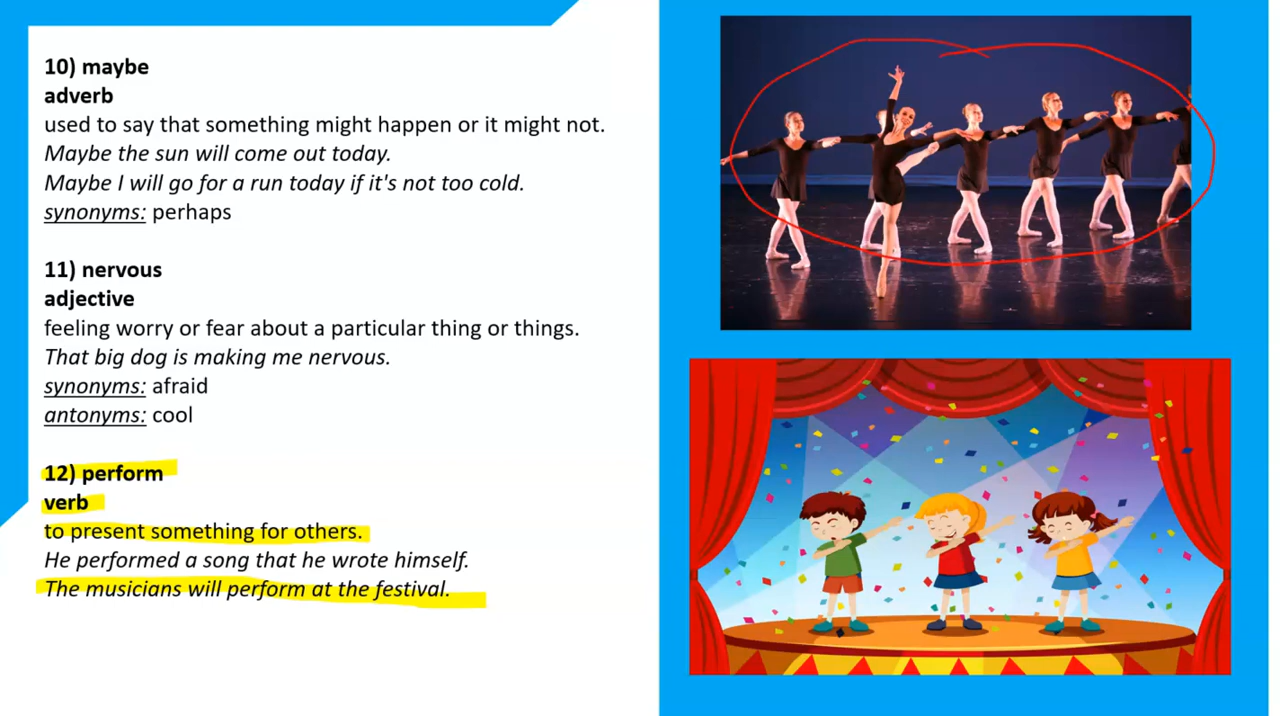 10) maybe
adverb
used to say that something might happen or it might not.
Maybe the sun will come out today.
Maybe I will go for a run today if it's not too cold.
synonyms: perhaps
11) nervous
adjective
feeling worry or fear about a particular thing or things.
That big dog is making me nervous.
synonyms: afraid
antonyms: cool
12) perform
verb
to present something for others.
He performed a song that he wrote himself.
The musicians will perform at the festival.